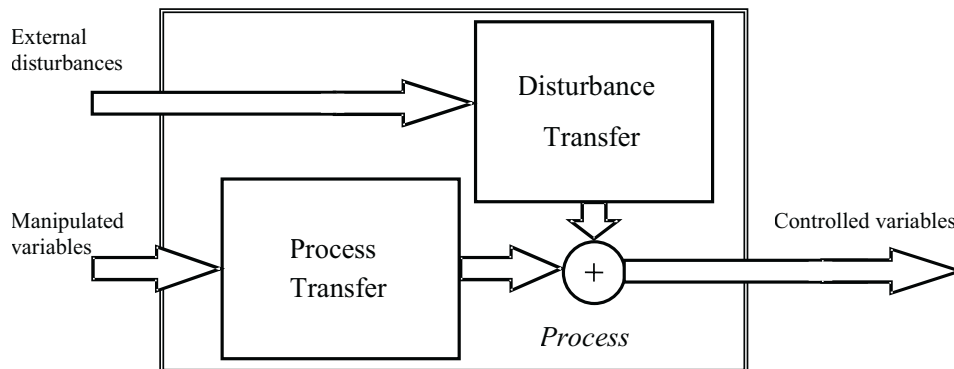 External
disturbances
Disturbance
Transfer
Manipulated
variables
Process
Transfer
+
Controlled variables
Process